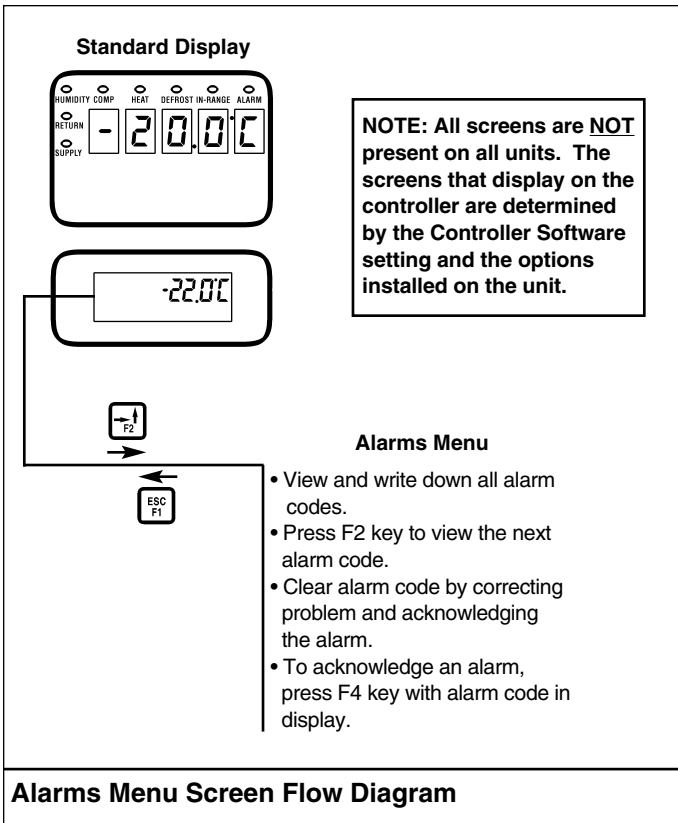 Standard Display
HUMIDITY COMP HEAT DEFROST IN-RANGE ALARM
RETURN
SUPPLY
-20.0°C
NOTE: All screens are NOT
present on all units. The
screens that display on the
controller are determined
by the Controller Software
setting and the options
installed on the unit.
-22.0°C
F2
ESC
F1
Alarms Menu
• View and write down all alarm
codes.
• Press F2 key to view the next
alarm code.
• Clear alarm code by correcting
problem and acknowledging
the alarm.
• To acknowledge an alarm,
press F4 key with alarm code in
display.
Alarms Menu Screen Flow Diagram